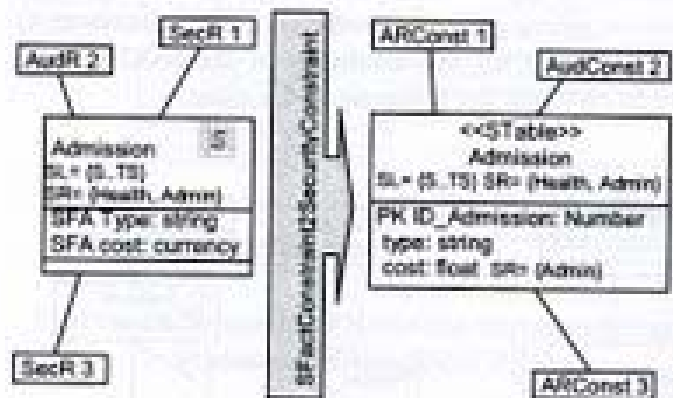 SecR 1
AudR 2
Admission
SL= {S..TS}
SR= {Health, Admin}
SFA Type: string
SFA cost: currency
SecR 3
SFactConstraint2SecurityConstraint
ARConst 1
AudConst 2
<<STable>>
Admission
SL= {S..TS} SR= {Health, Admin}
PK ID_Admission: Number
type: string
cost: float SR= {Admin}
ARConst 3